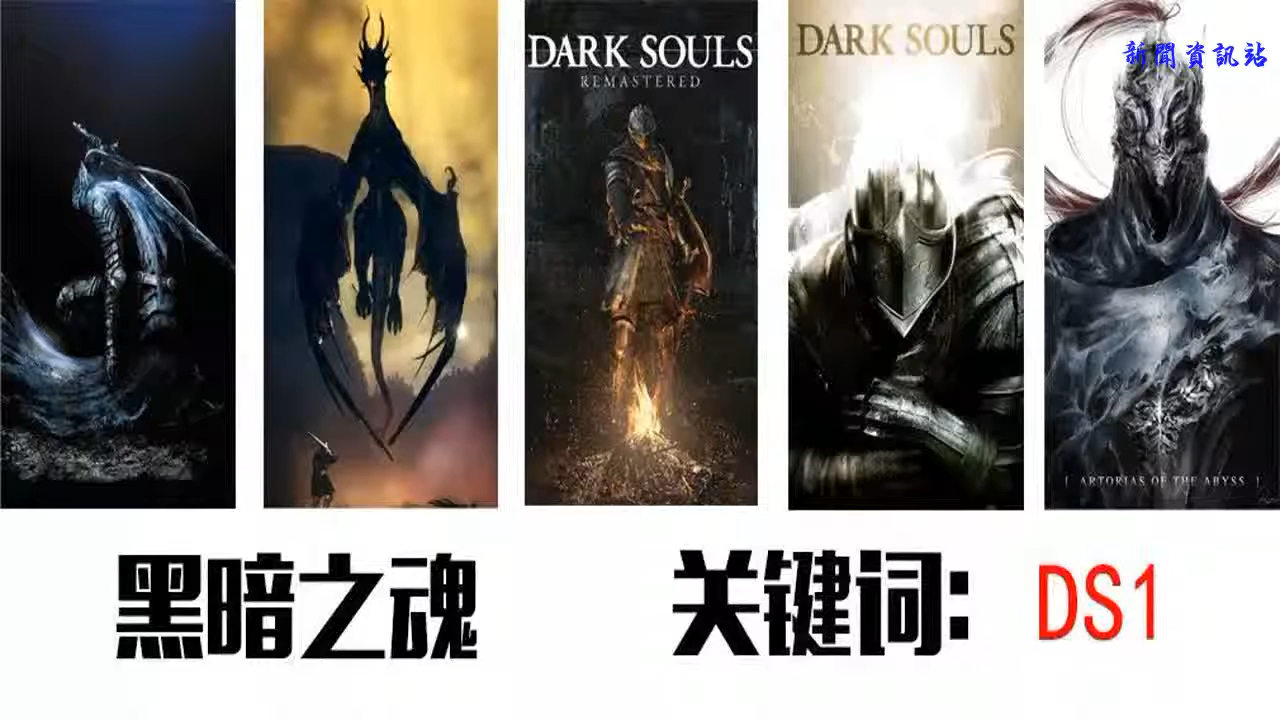 DARK SOULS
REMASTERED
DARK SOULS
新聞資訊站
[ ARTORIAS OF THE ABYSS ]
黑暗之魂
关键词：DS1